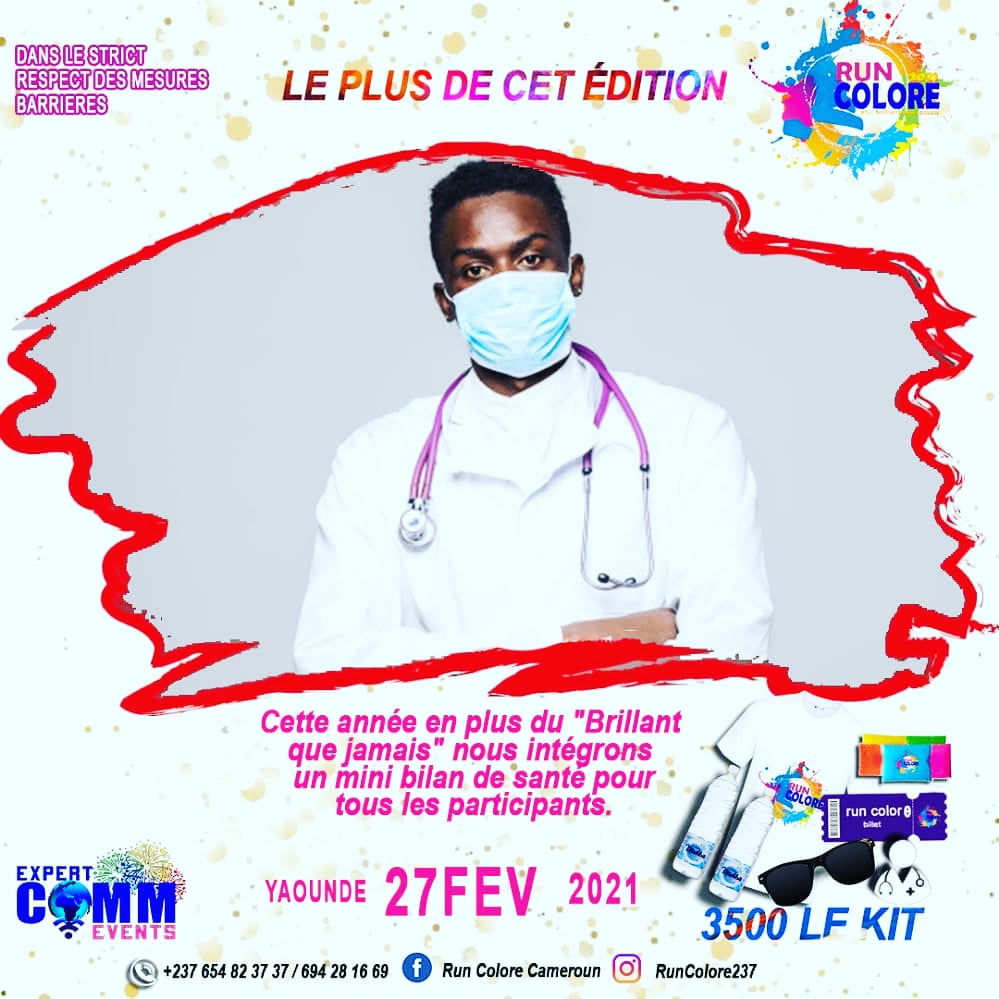 DANS LE STRICT
RESPECT DES MESURES
BARRIERES
LE PLUS DE CET ÉDITION
RUN
2021
COLORE
Cette année en plus du "Brillant
que jamais" nous intégrons
un mini bilan de santé pour
tous les participants.
RUN
COLORE
run color
billet
EXPERT
COMM
EVENTS
YAOUNDE 27FEV 2021
3500 LE KIT
+237 654 82 37 37 / 694 28 16 69 Run Colore Cameroun RunColore237